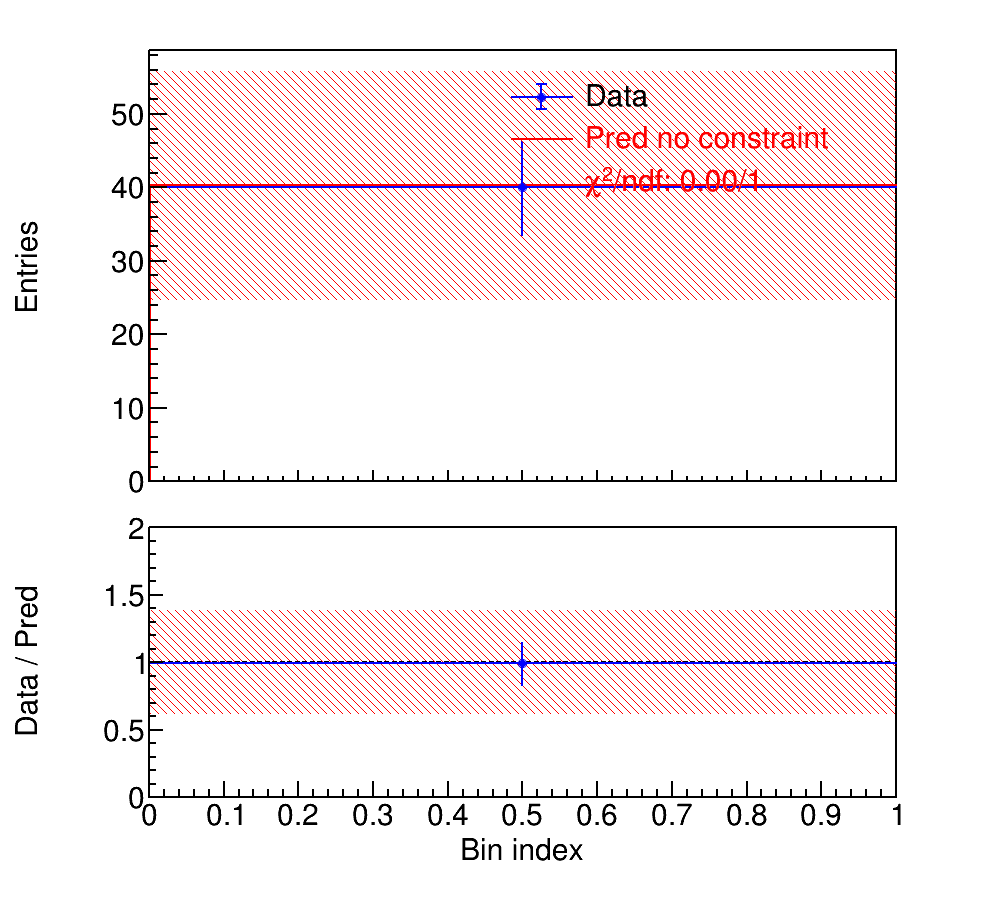 Entries
50
40
30
20
10
0
Data
Pred no constraint
χ²/ndf: 0.00/1
Data / Pred
2
1.5
1
0.5
0
0 0.1 0.2 0.3 0.4 0.5 0.6 0.7 0.8 0.9 1
Bin index